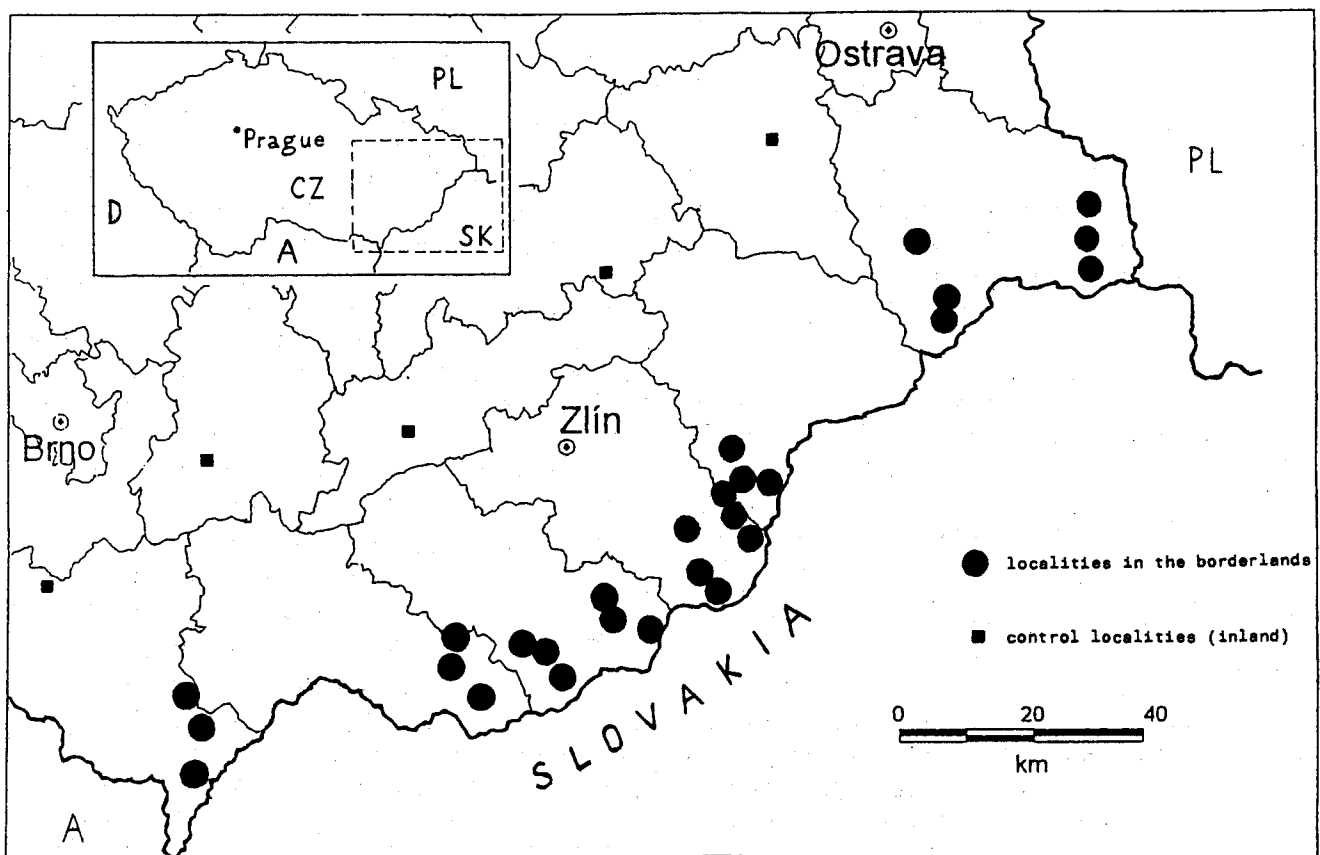 Ostrava
PL
Prague
CZ
D
SK
A
PL
Zlín
Brno
localities in the borderlands
control localities (inland)
SLOVAKIA
0 20 40
km
A